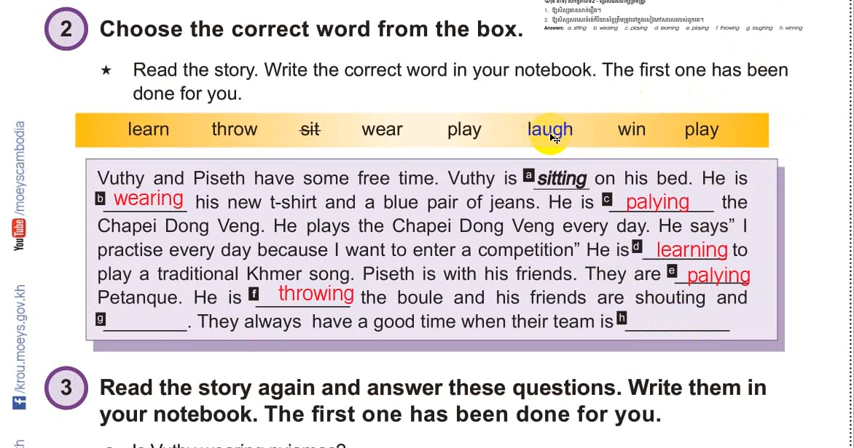 1.
2.
Answers: a. sitting b. wearing c. playing d. learning e. playing f. throwing g. laughing h. winning
2 Choose the correct word from the box.
★ Read the story. Write the correct word in your notebook. The first one has been
done for you.
learn throw sit wear play laugh win play
Vuthy and Piseth have some free time. Vuthy is a sitting on his bed. He is
b wearing his new t-shirt and a blue pair of jeans. He is c palying the
Chapei Dong Veng. He plays the Chapei Dong Veng every day. He says” I
practise every day because I want to enter a competition” He is d learning to
play a traditional Khmer song. Piseth is with his friends. They are e palying
Petanque. He is f throwing the boule and his friends are shouting and
g ________. They always have a good time when their team is h ________
3 Read the story again and answer these questions. Write them in
your notebook. The first one has been done for you.
Is Vuthy wearing pyjamas?
YouTube /moeyscambodia
f /krou.moeys.gov.kh